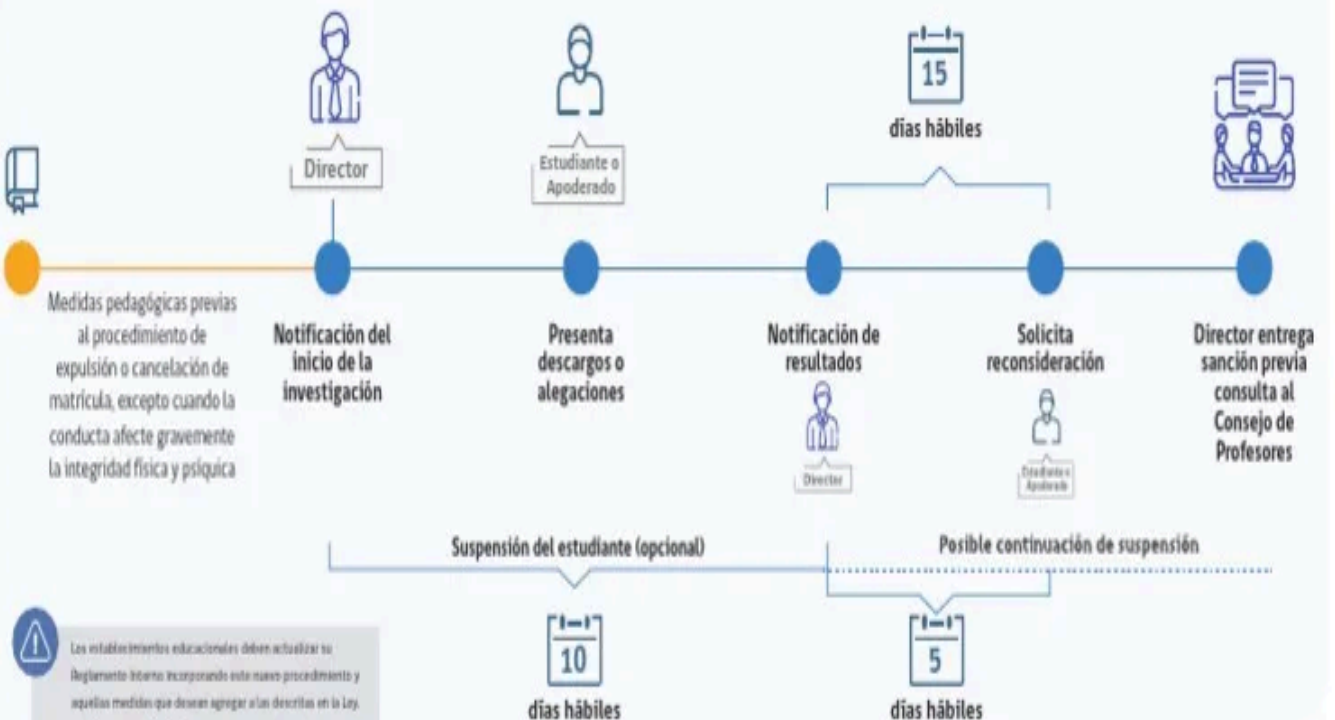 15
días hábiles
Director
Estudiante o
Apoderado
Medidas pedagógicas previas
al procedimiento de
expulsión o cancelación de
matrícula, excepto cuando la
conducta afecte gravemente
la integridad física y psíquica
Notificación del
inicio de la
investigación
Presenta
descargos o
alegaciones
Notificación de
resultados
Director
Solicita
reconsideración
Estudiante o
Apoderado
Director entrega
sanción previa
consulta al
Consejo de
Profesores
Suspensión del estudiante (opcional)
Posible continuación de suspensión
10
días hábiles
5
días hábiles
Los establecimientos educacionales deben actualizar su
Reglamento Interno incorporando este nuevo procedimiento y
aquellas medidas que desean agregar a las descritas en la Ley.